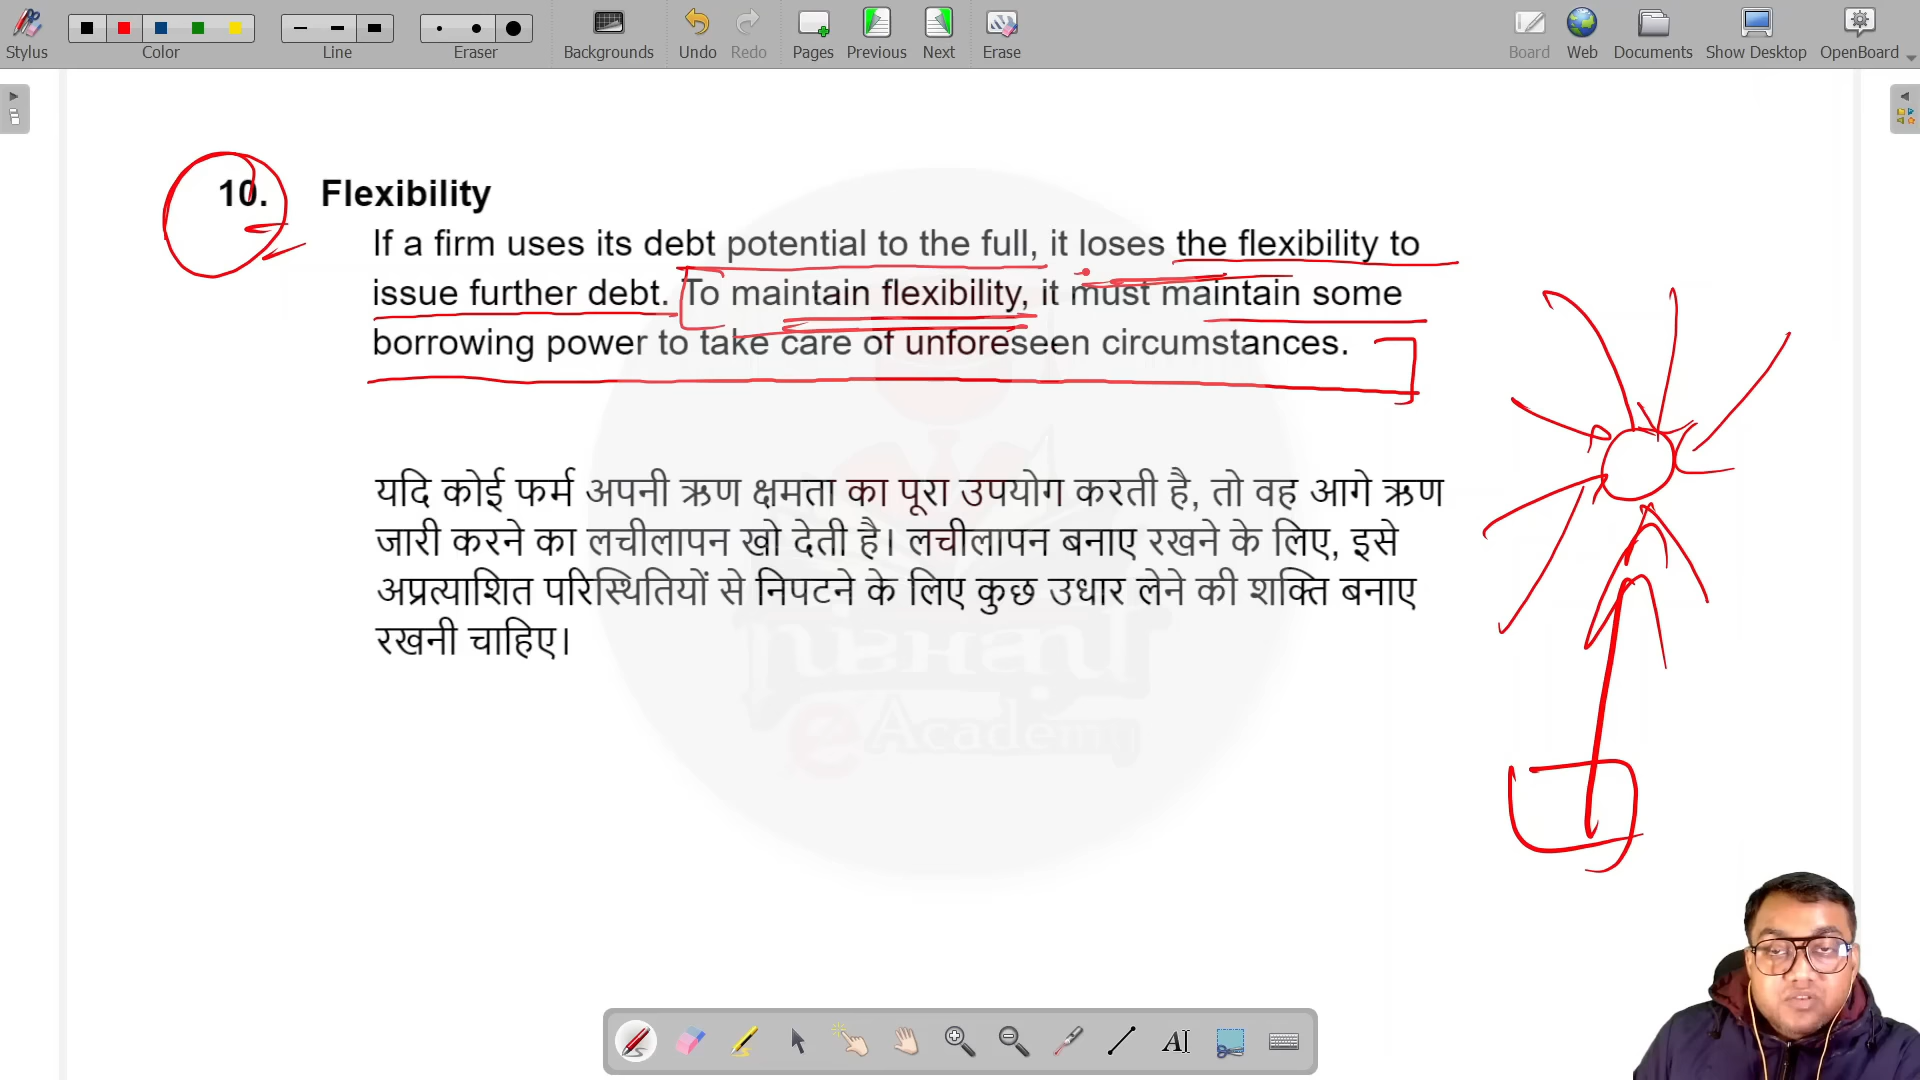 Stylus
Color
Line
Eraser
Backgrounds
Undo
Redo
Pages
Previous
Next
Erase
Board
Web
Documents
Show Desktop
OpenBoard
10. Flexibility
If a firm uses its debt potential to the full, it loses the flexibility to
issue further debt. To maintain flexibility, it must maintain some
borrowing power to take care of unforeseen circumstances.
यदि कोई फर्म अपनी ऋण क्षमता का पूरा उपयोग करती है, तो वह आगे ऋण
जारी करने का लचीलापन खो देती है। लचीलापन बनाए रखने के लिए, इसे
अप्रत्याशित परिस्थितियों से निपटने के लिए कुछ उधार लेने की शक्ति बनाए
रखनी चाहिए।
e Academy
AI